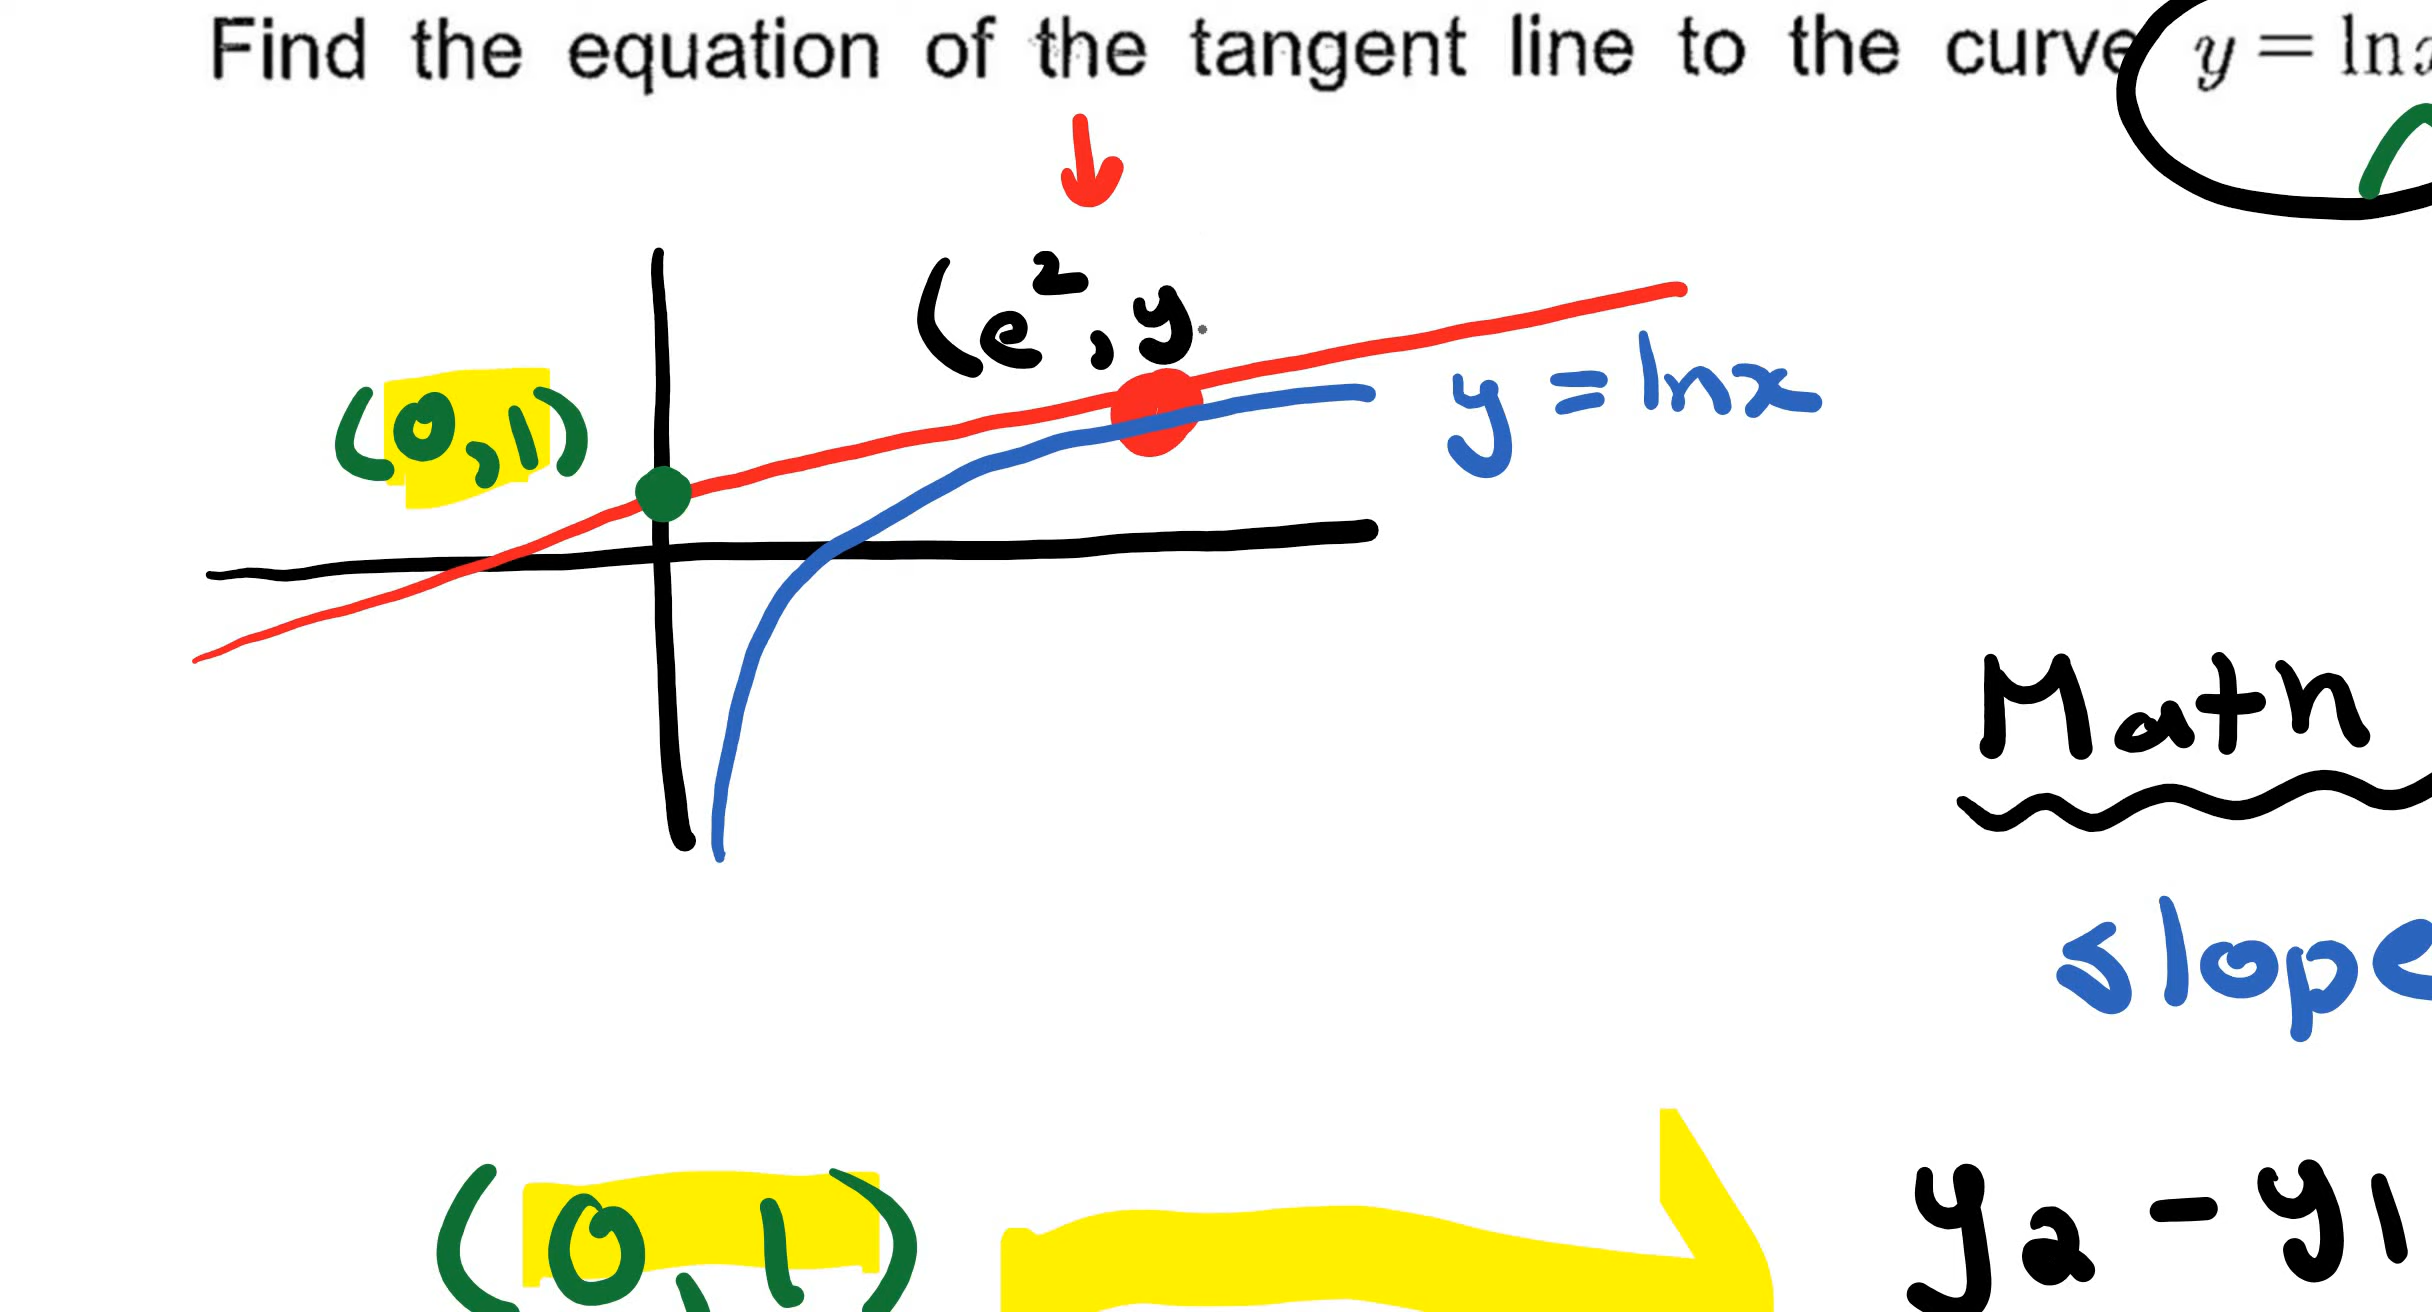 Find the equation of the tangent line to the curve y = ln x
(e², y
(0,1)
y = lnx
Math
slope
(0, 1)
y₂ - y₁